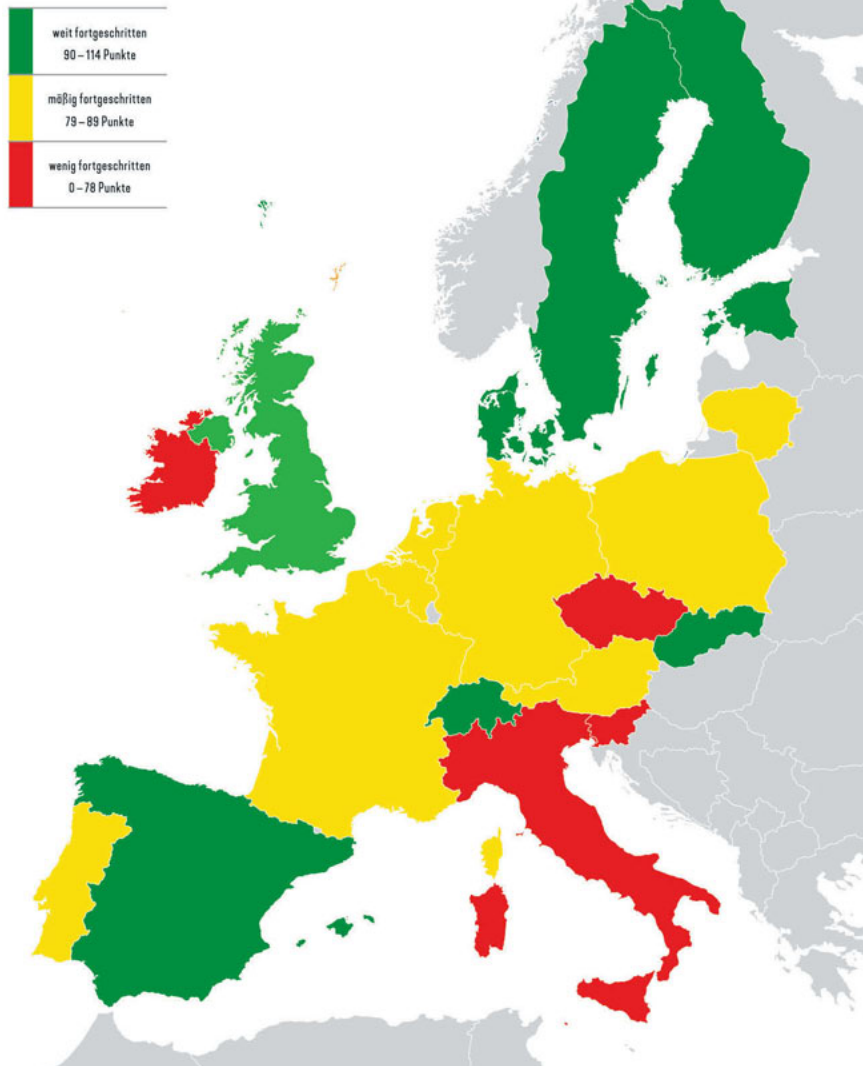 weit fortgeschritten
90–114 Punkte
mäßig fortgeschritten
79–89 Punkte
wenig fortgeschritten
0–78 Punkte